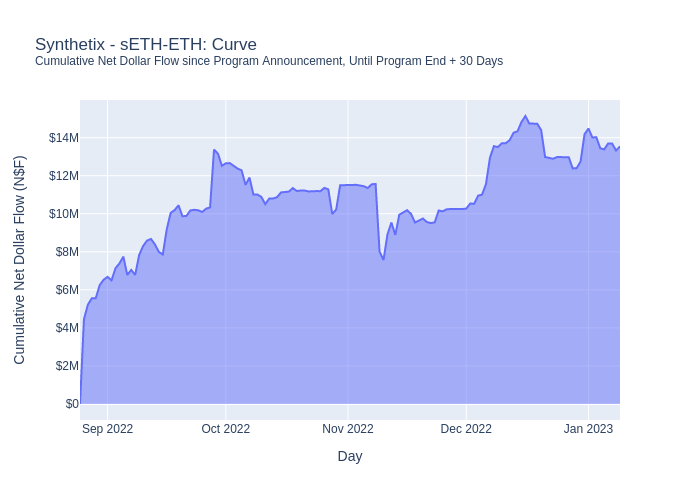 Synthetix - sETH-ETH: Curve
Cumulative Net Dollar Flow since Program Announcement, Until Program End + 30 Days
Cumulative Net Dollar Flow (N$F)
$14M
$12M
$10M
$8M
$6M
$4M
$2M
$0
Sep 2022 Oct 2022 Nov 2022 Dec 2022 Jan 2023
Day